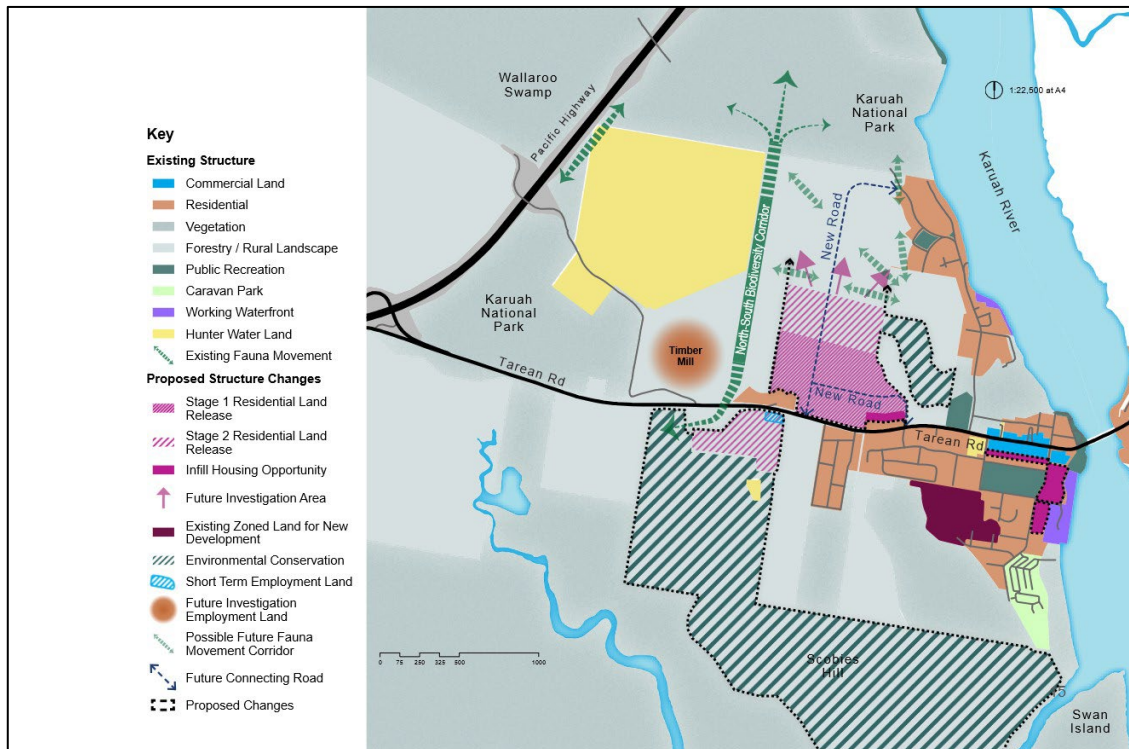 Key
Existing Structure
Commercial Land
Residential
Vegetation
Forestry / Rural Landscape
Public Recreation
Caravan Park
Working Waterfront
Hunter Water Land
Existing Fauna Movement
Proposed Structure Changes
Stage 1 Residential Land
Release
Stage 2 Residential Land
Release
Infill Housing Opportunity
Future Investigation Area
Existing Zoned Land for New
Development
Environmental Conservation
Short Term Employment Land
Future Investigation
Employment Land
Possible Future Fauna
Movement Corridor
Future Connecting Road
Proposed Changes
Wallaroo
Swamp
Pacific Highway
Karuah
National Park
1:22,500 at A4
Karuah River
New Road
North-South Biodiversity Corridor
Karuah
National Park
Timber
Mill
Tarean Rd
New Road
Tarean Rd
0 75 250 325 500 1000
Scobies
Hill
Swan
Island